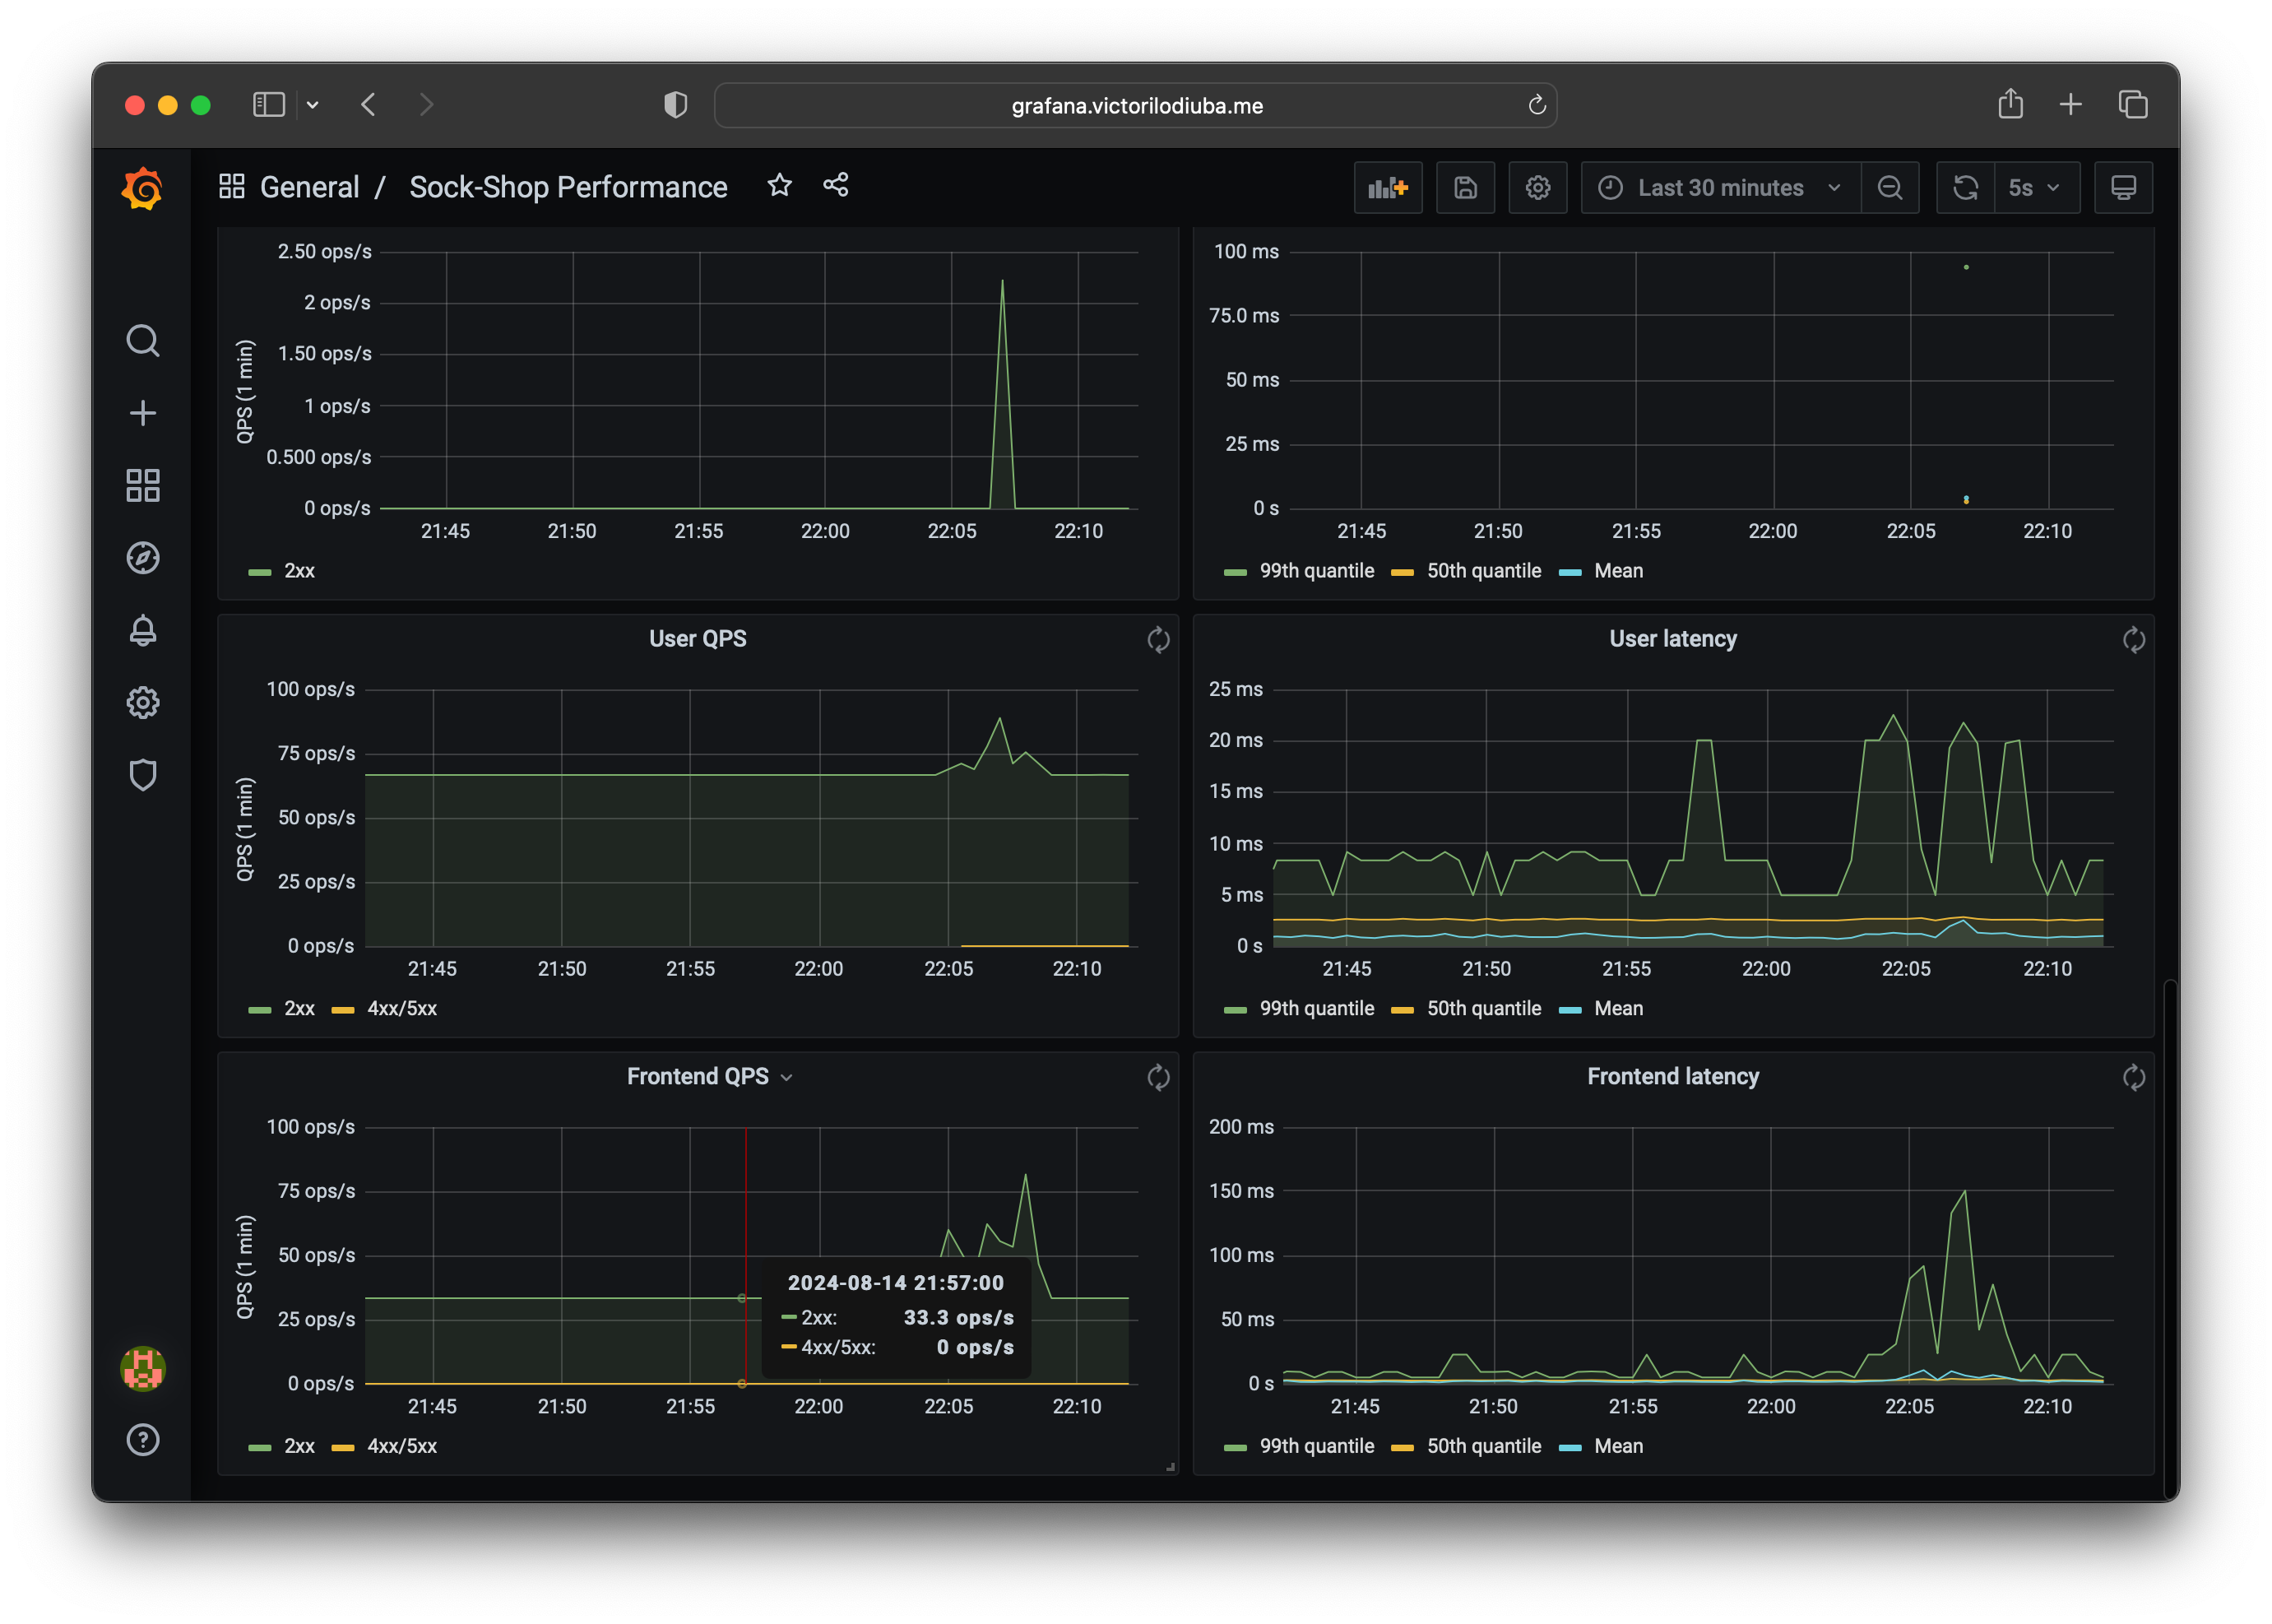 grafana.victorilodiuba.me
General / Sock-Shop Performance
Last 30 minutes
5s
2.50 ops/s
2 ops/s
1.50 ops/s
1 ops/s
0.500 ops/s
0 ops/s
QPS (1 min)
21:45 21:50 21:55 22:00 22:05 22:10
2xx
100 ms
75.0 ms
50 ms
25 ms
0 s
21:45 21:50 21:55 22:00 22:05 22:10
99th quantile 50th quantile Mean
User QPS
100 ops/s
75 ops/s
50 ops/s
25 ops/s
0 ops/s
QPS (1 min)
21:45 21:50 21:55 22:00 22:05 22:10
2xx 4xx/5xx
User latency
25 ms
20 ms
15 ms
10 ms
5 ms
0 s
21:45 21:50 21:55 22:00 22:05 22:10
99th quantile 50th quantile Mean
Frontend QPS
100 ops/s
75 ops/s
50 ops/s
25 ops/s
0 ops/s
QPS (1 min)
2024-08-14 21:57:00
2xx: 33.3 ops/s
4xx/5xx: 0 ops/s
21:45 21:50 21:55 22:00 22:05 22:10
2xx 4xx/5xx
Frontend latency
200 ms
150 ms
100 ms
50 ms
0 s
21:45 21:50 21:55 22:00 22:05 22:10
99th quantile 50th quantile Mean